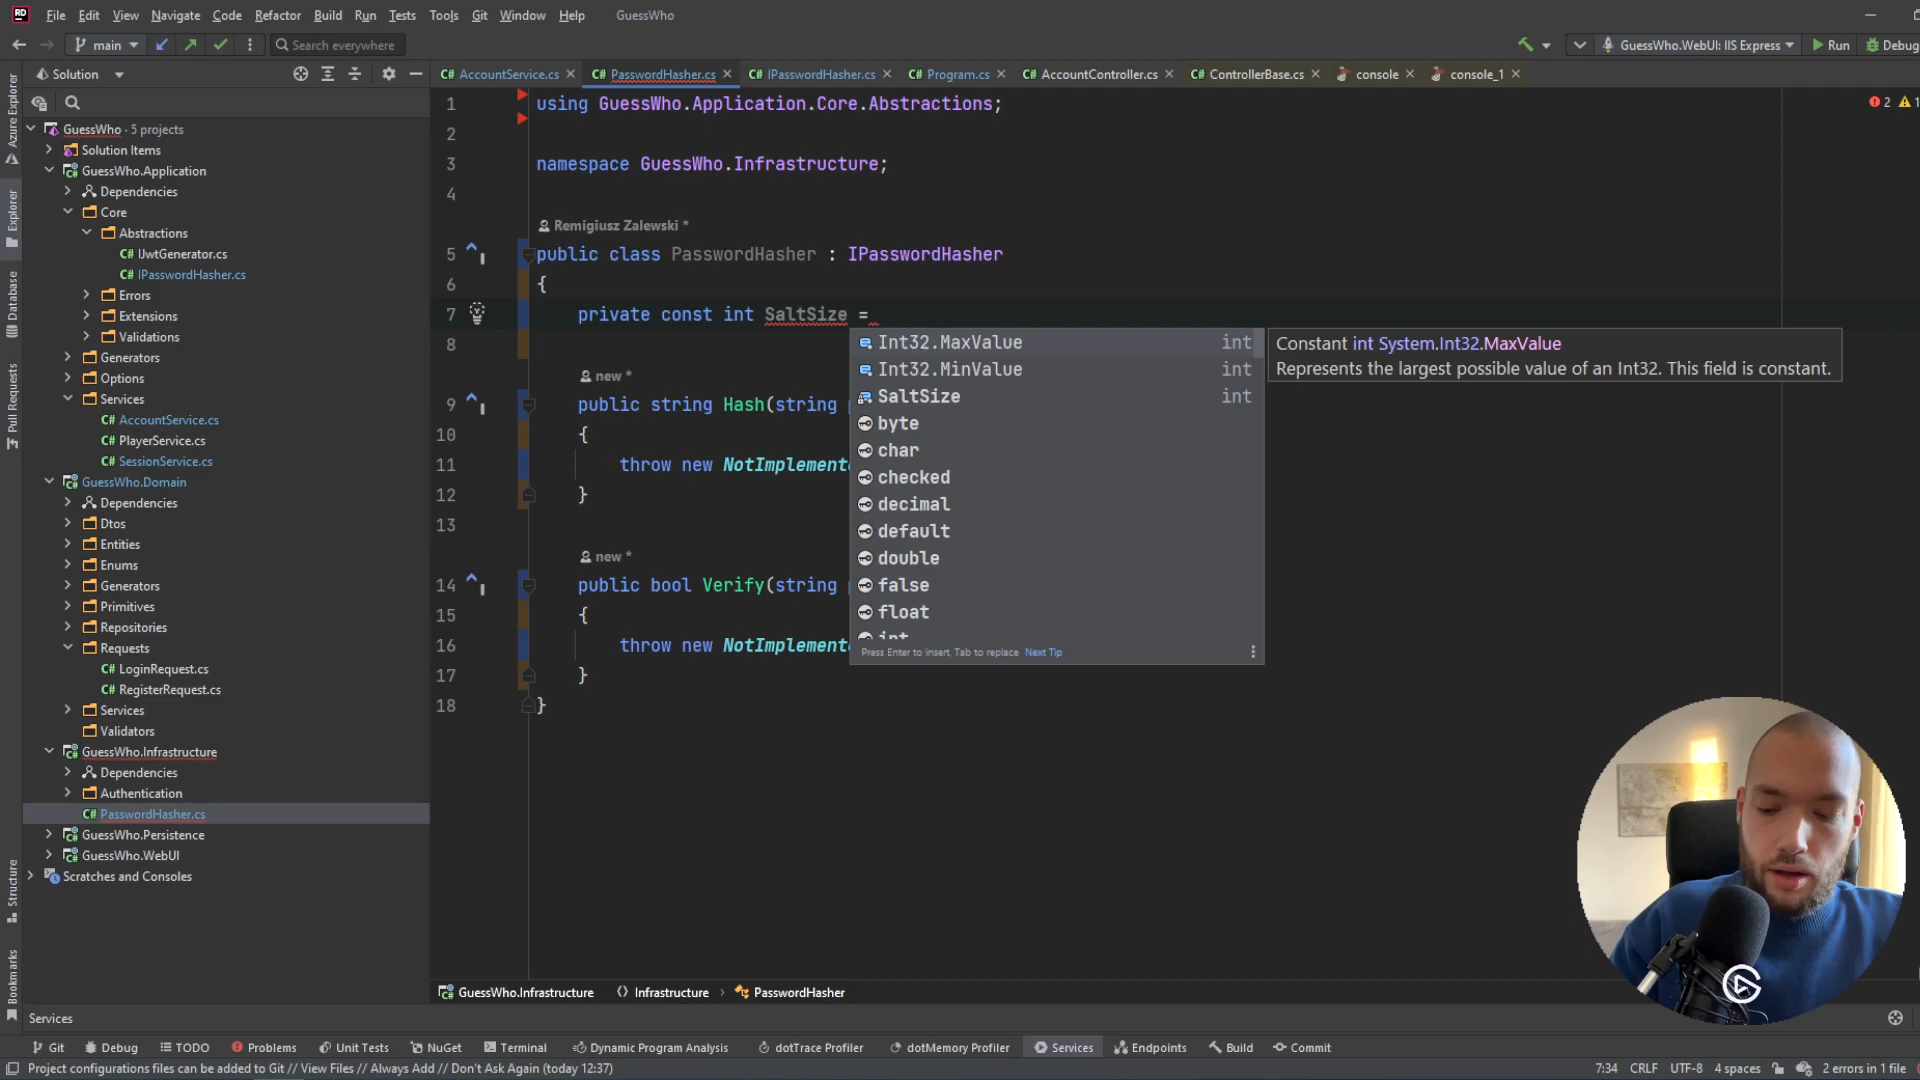 File Edit View Navigate Code Refactor Build Run Tests Tools Git Window Help GuessWho
main Search everywhere GuessWho.WebUI: IIS Express Run Debug
Solution
AccountService.cs PasswordHasher.cs IPasswordHasher.cs Program.cs AccountController.cs ControllerBase.cs console console_1
Azure Explorer
Explorer
Database
Pull Requests
Structure
Bookmarks
GuessWho · 5 projects
Solution Items
GuessWho.Application
Dependencies
Core
Abstractions
IJwtGenerator.cs
IPasswordHasher.cs
Errors
Extensions
Validations
Generators
Options
Services
AccountService.cs
PlayerService.cs
SessionService.cs
GuessWho.Domain
Dependencies
Dtos
Entities
Enums
Generators
Primitives
Repositories
Requests
LoginRequest.cs
RegisterRequest.cs
Services
Validators
GuessWho.Infrastructure
Dependencies
Authentication
PasswordHasher.cs
GuessWho.Persistence
GuessWho.WebUI
Scratches and Consoles
1 using GuessWho.Application.Core.Abstractions;
2
3 namespace GuessWho.Infrastructure;
4
Remigiusz Zalewski *
5 public class PasswordHasher : IPasswordHasher
6 {
7 private const int SaltSize =
8
new *
9 public string Hash(string
10 {
11 throw new NotImplement
12 }
13
new *
14 public bool Verify(string
15 {
16 throw new NotImplement
17 }
18 }
2 1
Int32.MaxValue int
Int32.MinValue int
SaltSize int
byte
char
checked
decimal
default
double
false
float
int
Press Enter to insert, Tab to replace Next Tip
Constant int System.Int32.MaxValue
Represents the largest possible value of an Int32. This field is constant.
GuessWho.Infrastructure Infrastructure PasswordHasher
Services
Git Debug TODO Problems Unit Tests NuGet Terminal Dynamic Program Analysis dotTrace Profiler dotMemory Profiler Services Endpoints Build Commit
Project configurations files can be added to Git // View Files // Always Add // Don't Ask Again (today 12:37) 7:34 CRLF UTF-8 4 spaces 2 errors in 1 file